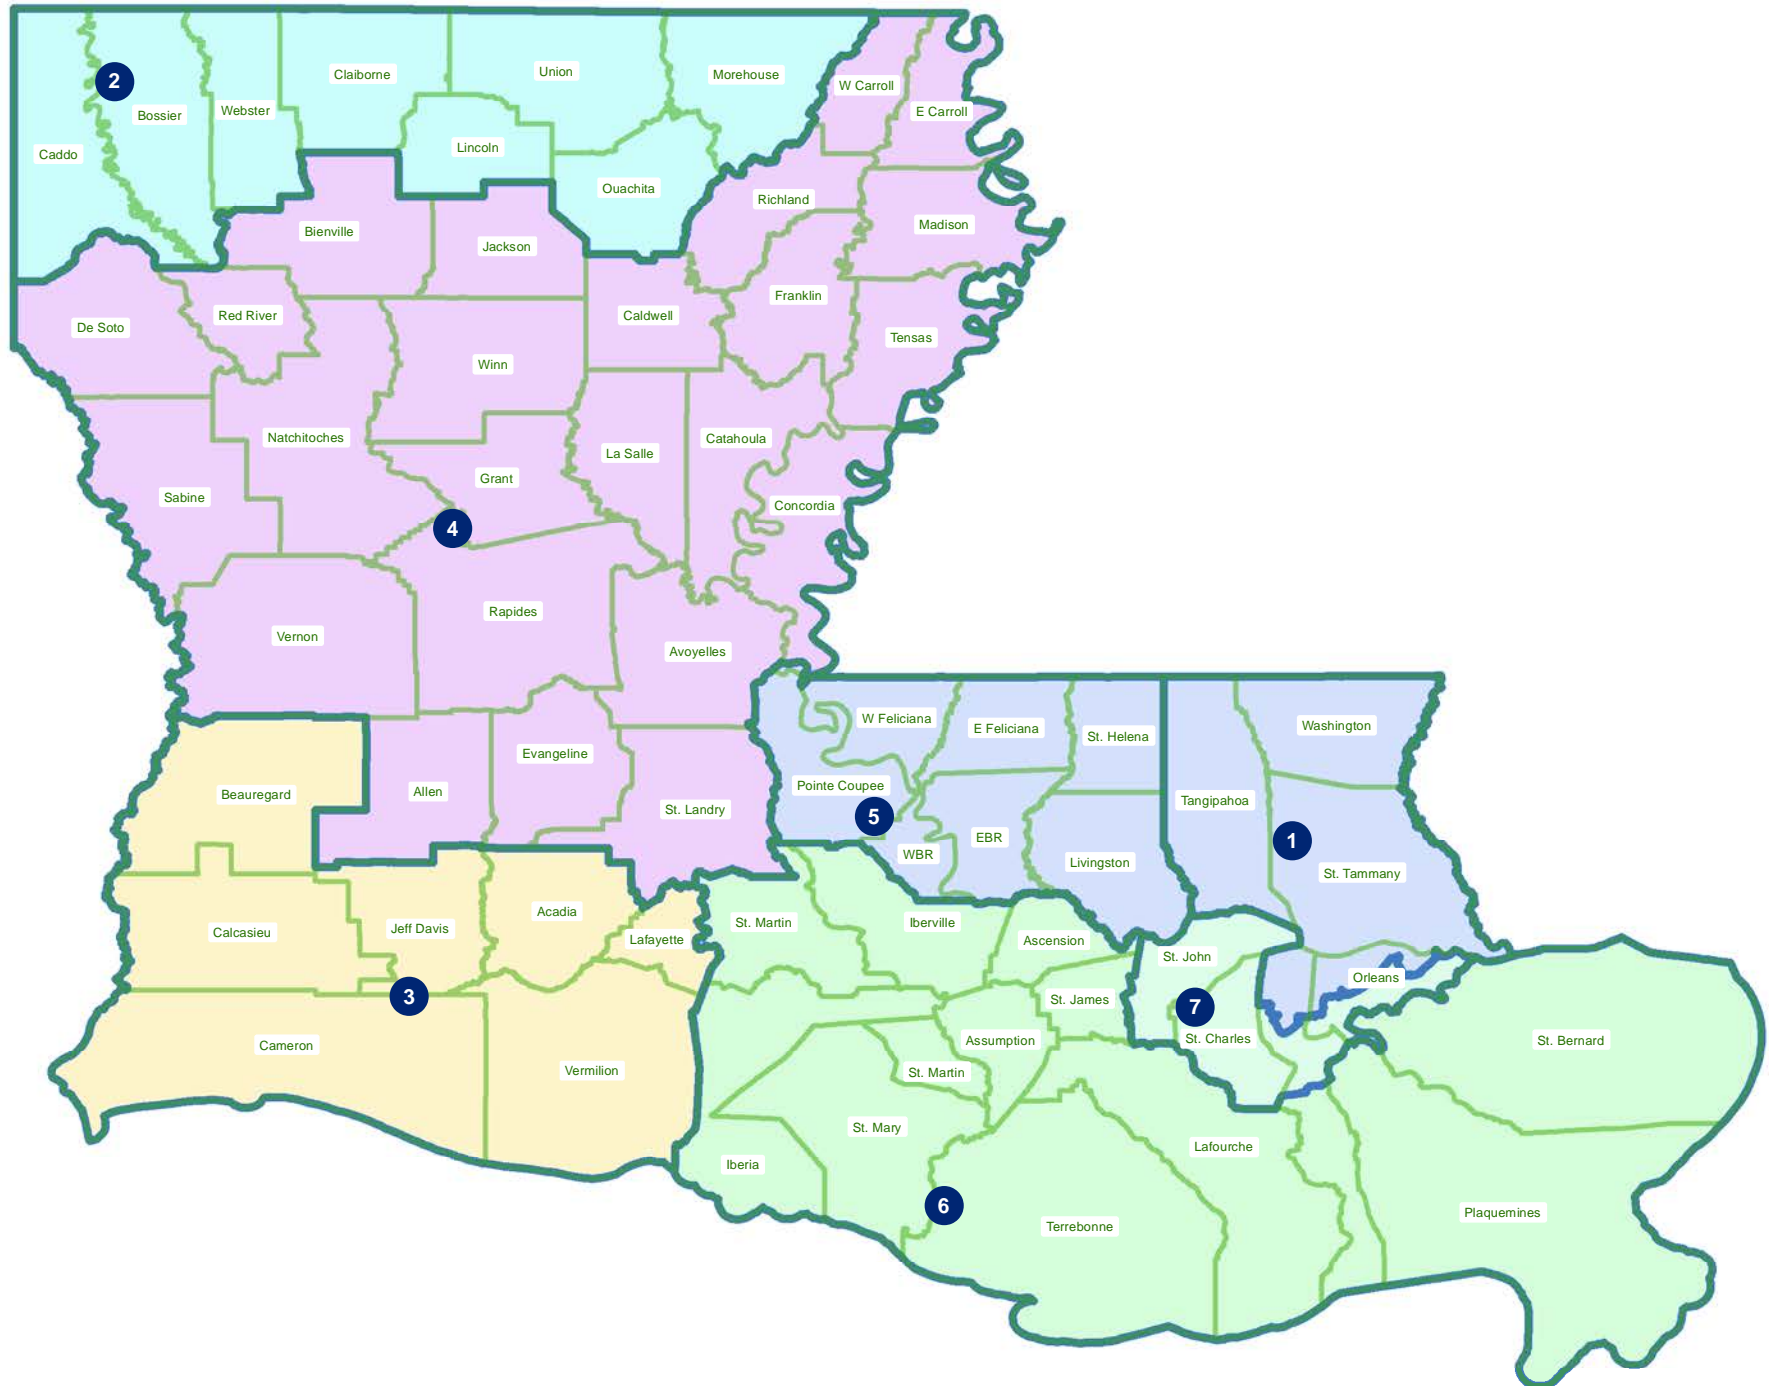 Union
Claiborne
Morehouse
2
W Carroll
Webster
E Carroll
Bossier
Lincoln
Caddo
Ouachita
Richland
Madison
Bienville
Jackson
Franklin
Red River
Caldwell
De Soto
Tensas
Winn
Natchitoches
Catahoula
La Salle
Grant
Sabine
Concordia
4
Rapides
Vernon
Avoyelles
W Feliciana
Washington
E Feliciana
St. Helena
Evangeline
Pointe Coupee
Allen
Beauregard
Tangipahoa
St. Landry
5
EBR
1
WBR
Livingston
St. Tammany
Acadia
St. Martin
Iberville
Jeff Davis
Calcasieu
Lafayette
Ascension
St. John
Orleans
3
St. James
7
St. Charles
Assumption
St. Bernard
Cameron
Vermilion
St. Martin
St. Mary
Lafourche
Iberia
6
Plaquemines
Terrebonne